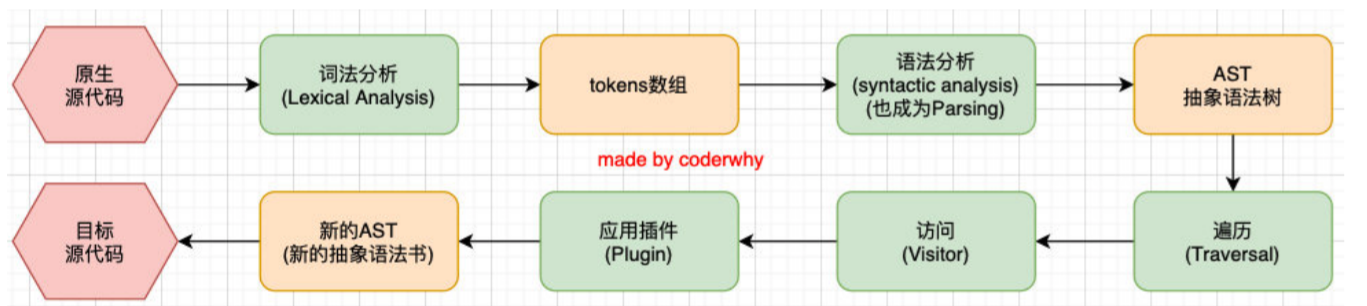 原生
源代码
词法分析
(Lexical Analysis)
tokens数组
语法分析
(syntactic analysis)
(也成为Parsing)
AST
抽象语法树
made by coderwhy
目标
源代码
新的AST
(新的抽象语法书)
应用插件
(Plugin)
访问
(Visitor)
遍历
(Traversal)